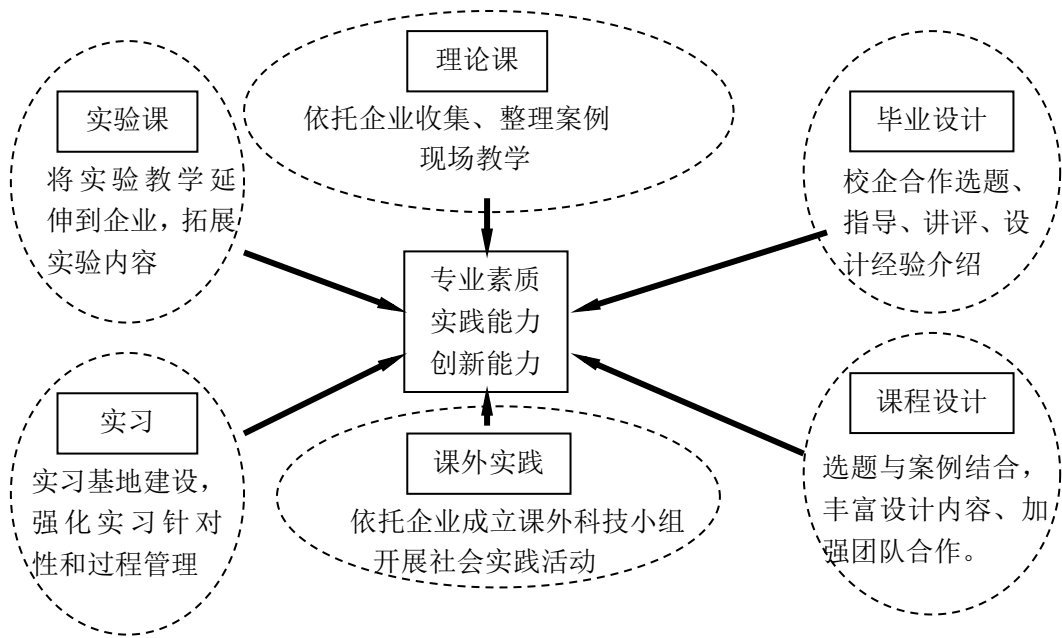 理论课
依托企业收集、整理案例
现场教学
实验课
将实验教学延
伸到企业，拓展
实验内容
毕业设计
校企合作选题、
指导、讲评、设
计经验介绍
专业素质
实践能力
创新能力
实习
实习基地建设，
强化实习针对
性和过程管理
课外实践
依托企业成立课外科技小组
开展社会实践活动
课程设计
选题与案例结合，
丰富设计内容、加
强团队合作。